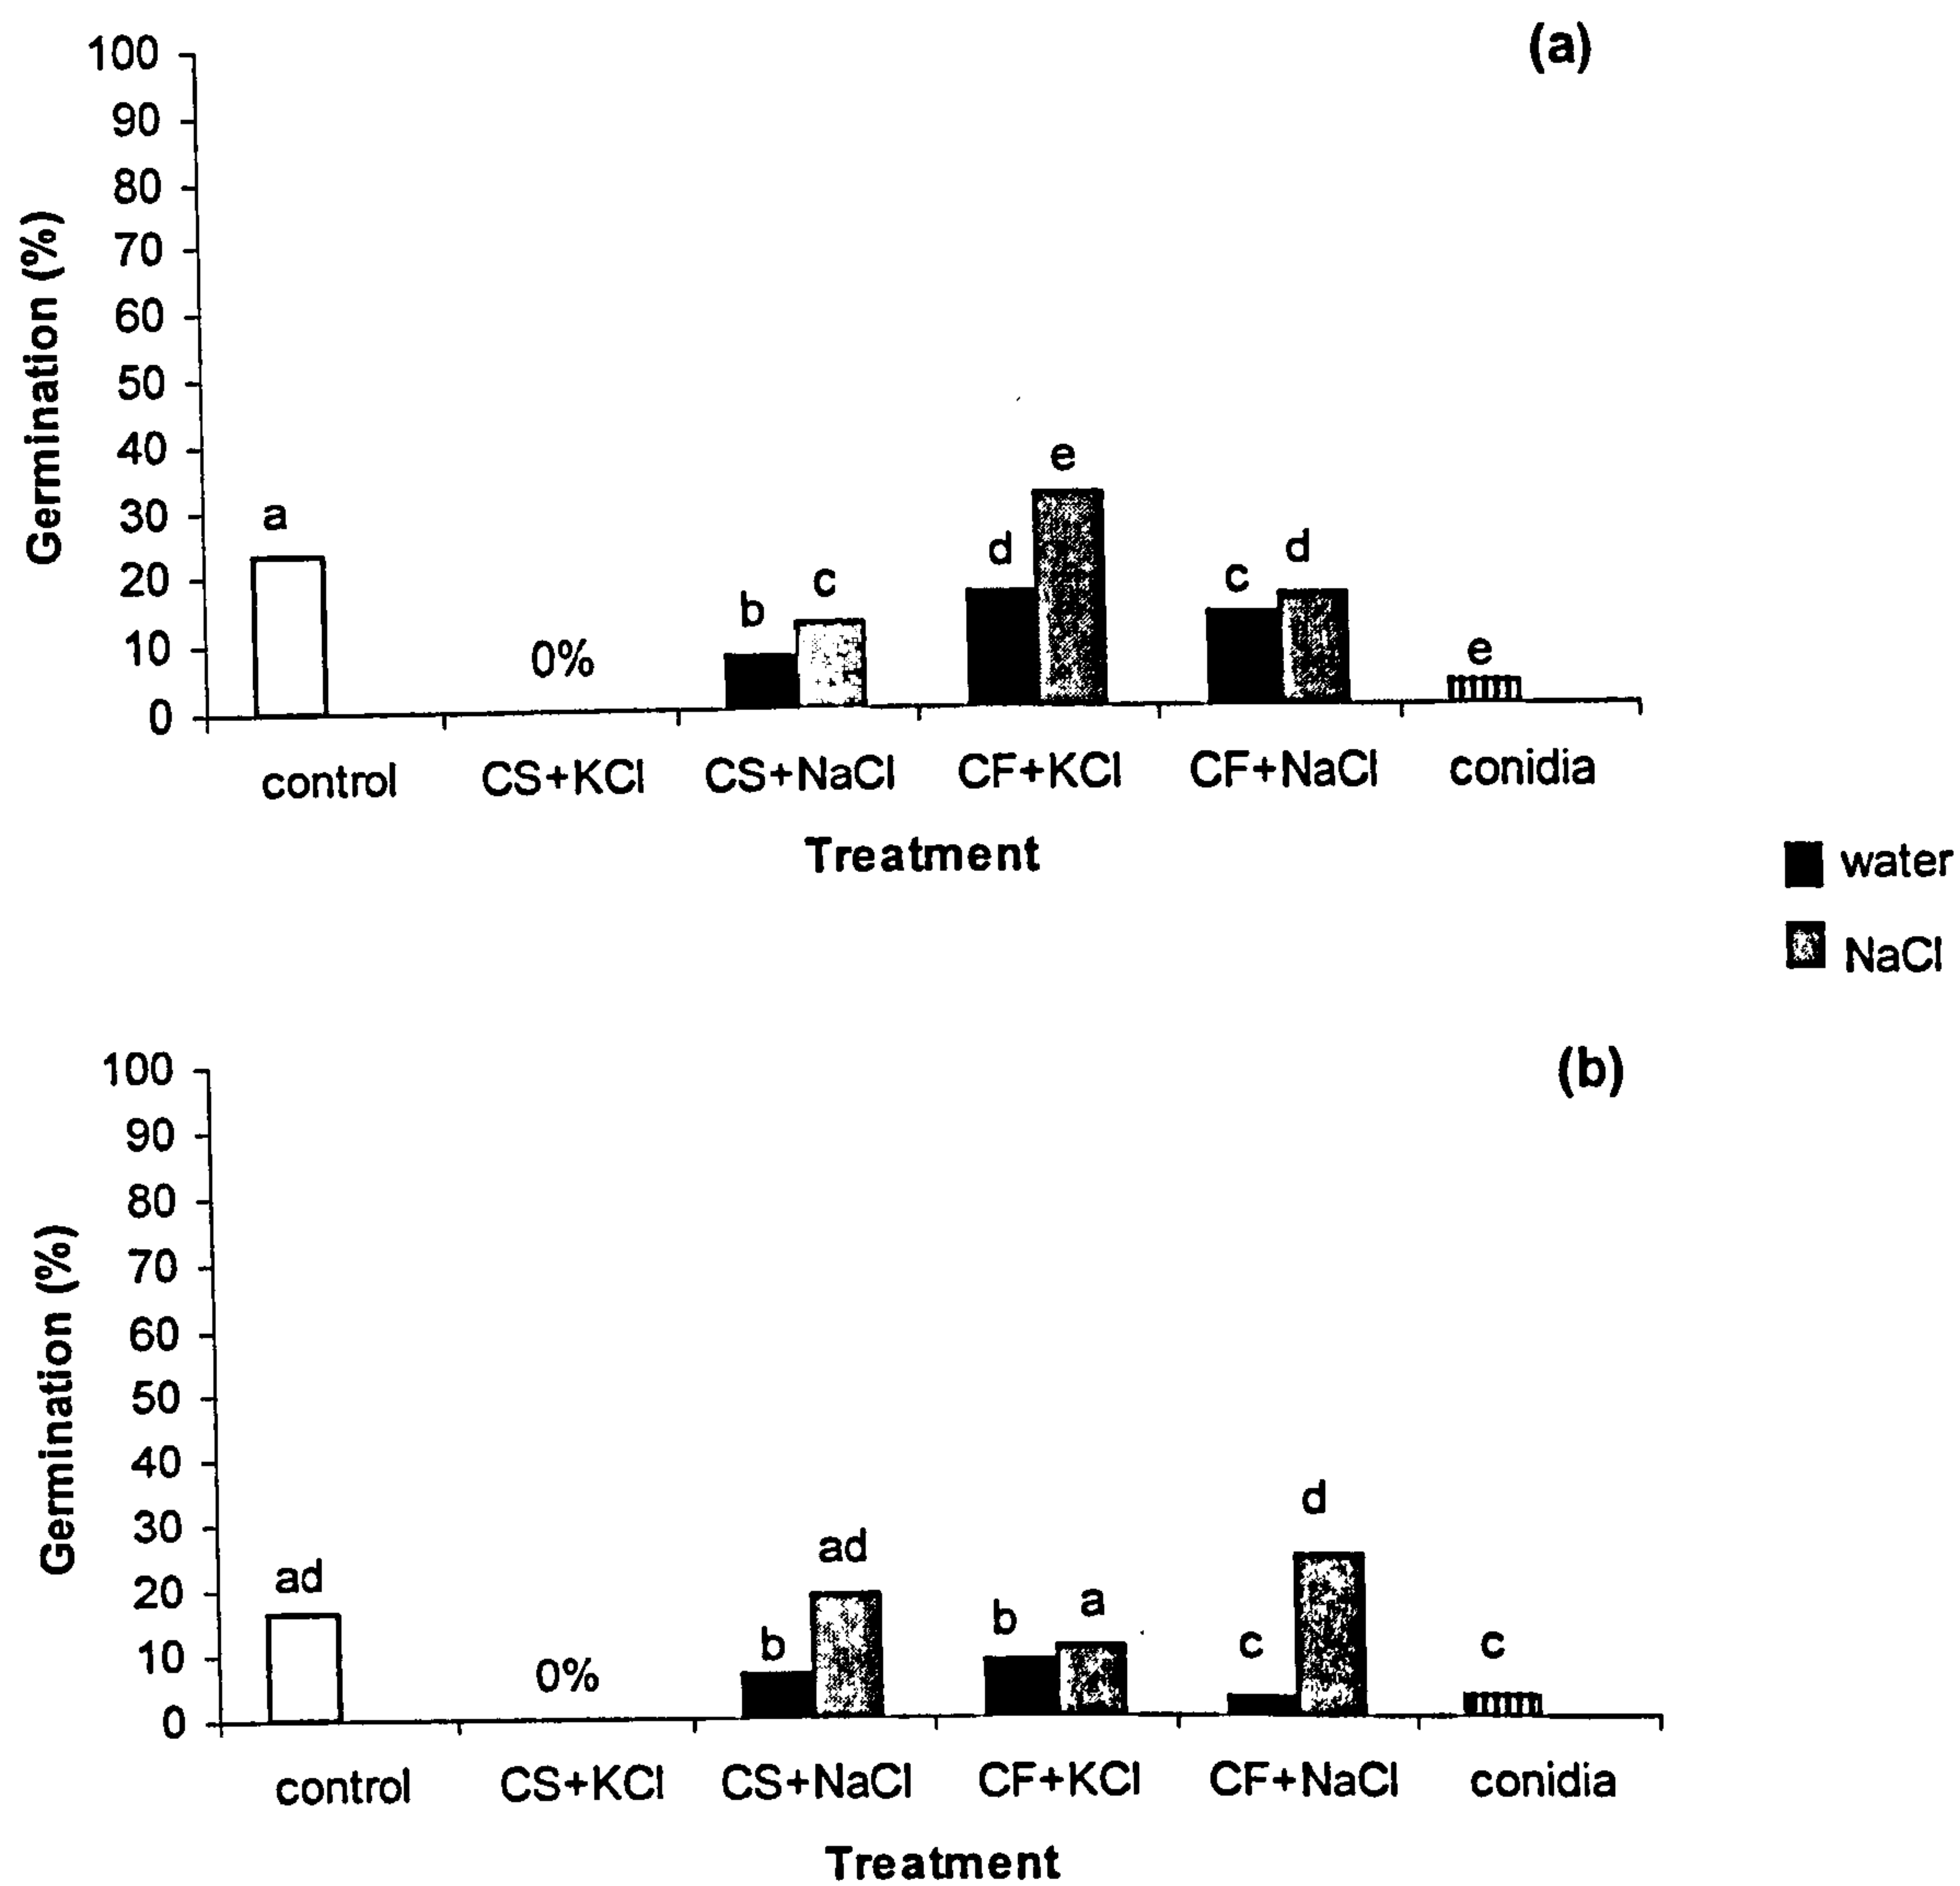 (a)
100
90
80
70
60
50
40
30
20
10
0
Germination (%)
a
0%
b
c
d
e
c
d
e
control CS+KCl CS+NaCl CF+KCl CF+NaCl conidia
Treatment
water
NaCl
(b)
100
90
80
70
60
50
40
30
20
10
0
Germination (%)
ad
0%
b
ad
b
a
c
d
c
control CS+KCl CS+NaCl CF+KCl CF+NaCl conidia
Treatment